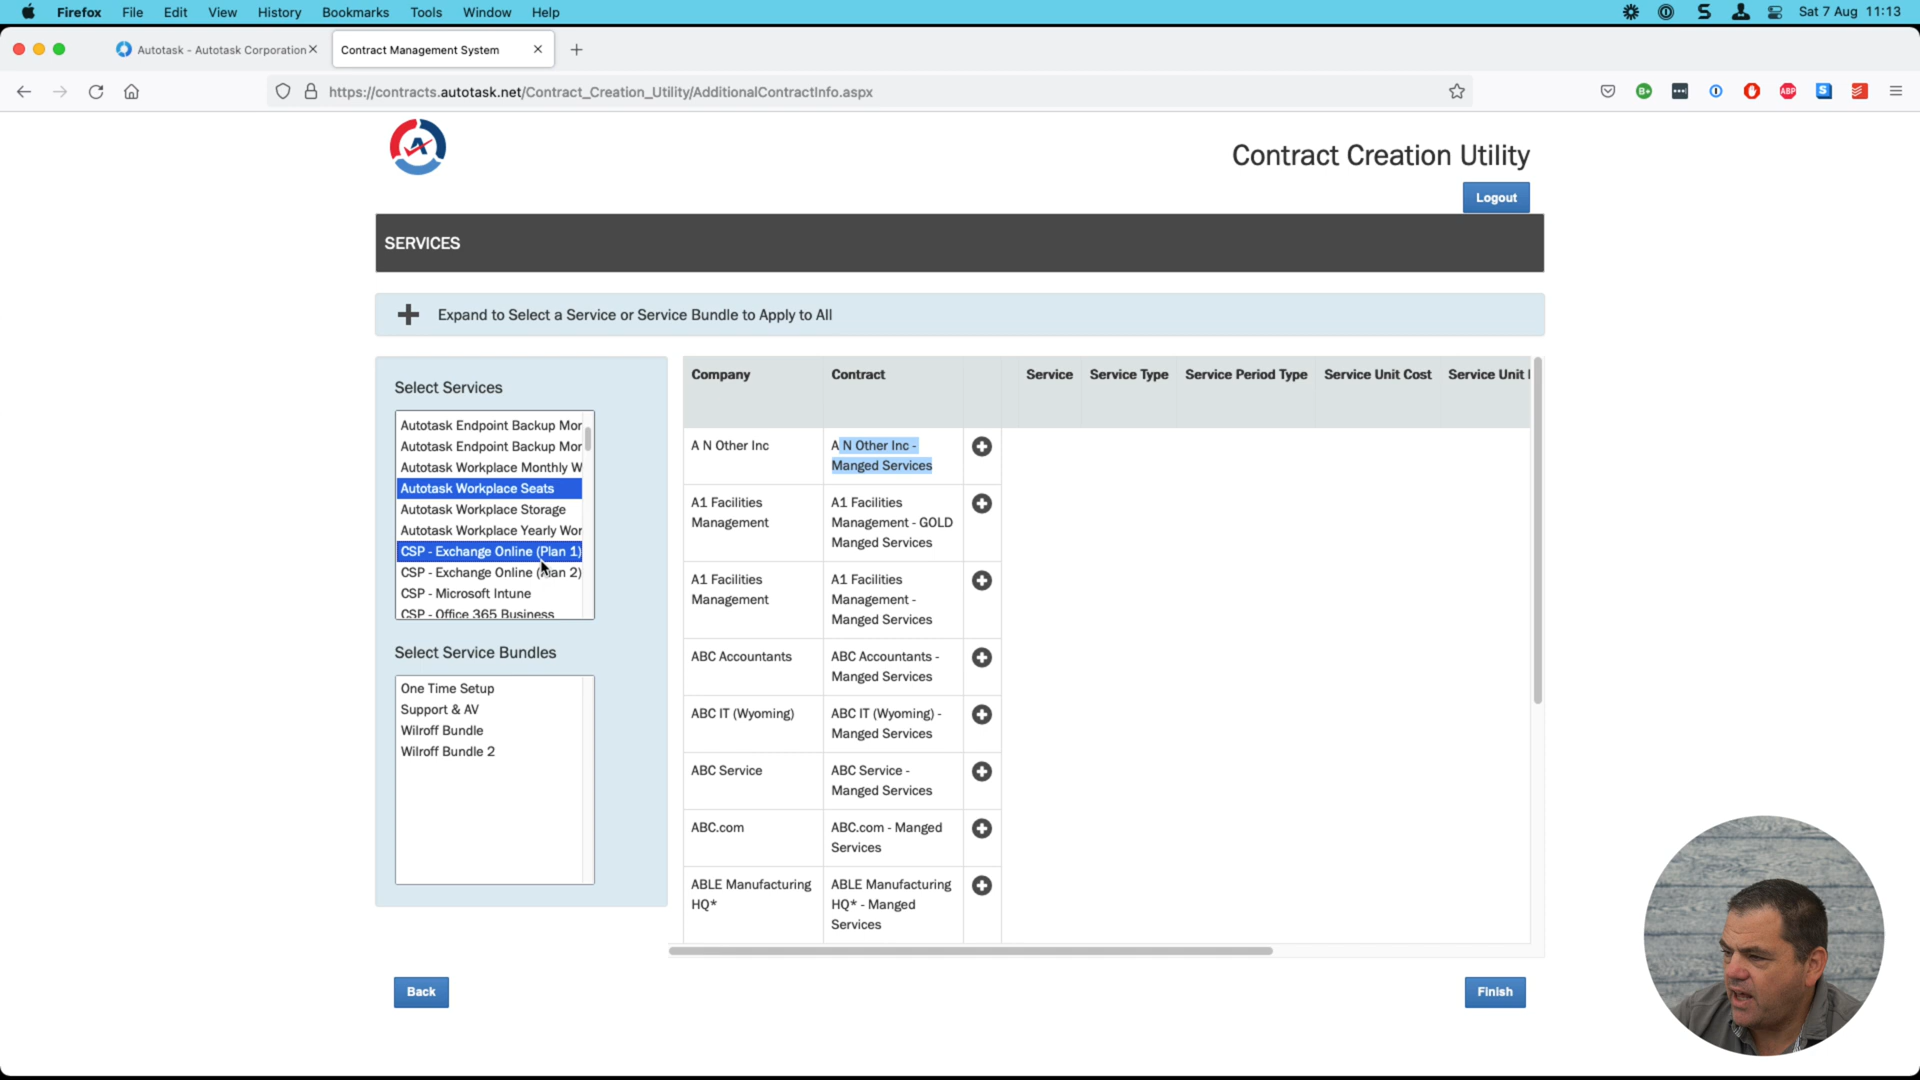 Firefox File Edit View History Bookmarks Tools Window Help Sat 7 Aug 11:13
Autotask - Autotask Corporation
Contract Management System
https://contracts.autotask.net/Contract_Creation_Utility/AdditionalContractInfo.aspx
Contract Creation Utility
Logout
SERVICES
Expand to Select a Service or Service Bundle to Apply to All
Select Services
Autotask Endpoint Backup Mor
Autotask Endpoint Backup Mor
Autotask Workplace Monthly W
Autotask Workplace Seats
Autotask Workplace Storage
Autotask Workplace Yearly Wor
CSP - Exchange Online (Plan 1)
CSP - Exchange Online (Plan 2)
CSP - Microsoft Intune
CSP - Office 365 Business
Select Service Bundles
One Time Setup
Support & AV
Wilroff Bundle
Wilroff Bundle 2
Company Contract Service Service Type Service Period Type Service Unit Cost Service Unit
A N Other Inc
A N Other Inc -
Manged Services
A1 Facilities
Management
A1 Facilities
Management - GOLD
Manged Services
A1 Facilities
Management
A1 Facilities
Management -
Manged Services
ABC Accountants
ABC Accountants -
Manged Services
ABC IT (Wyoming)
ABC IT (Wyoming) -
Manged Services
ABC Service
ABC Service -
Manged Services
ABC.com
ABC.com - Manged
Services
ABLE Manufacturing
HQ*
ABLE Manufacturing
HQ* - Manged
Services
Back
Finish